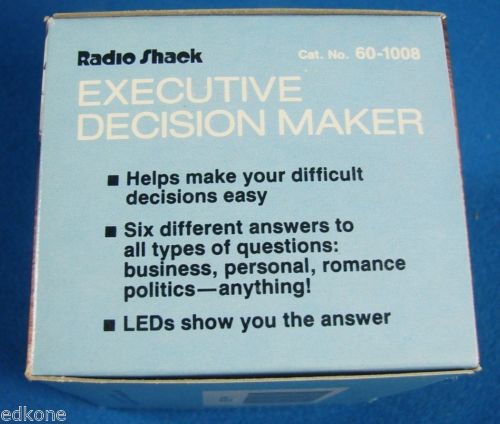 Radio Shack Cat. No. 60-1008
EXECUTIVE
DECISION MAKER
■ Helps make your difficult
decisions easy
■ Six different answers to
all types of questions:
business, personal, romance
politics—anything!
■ LEDs show you the answer
edkone